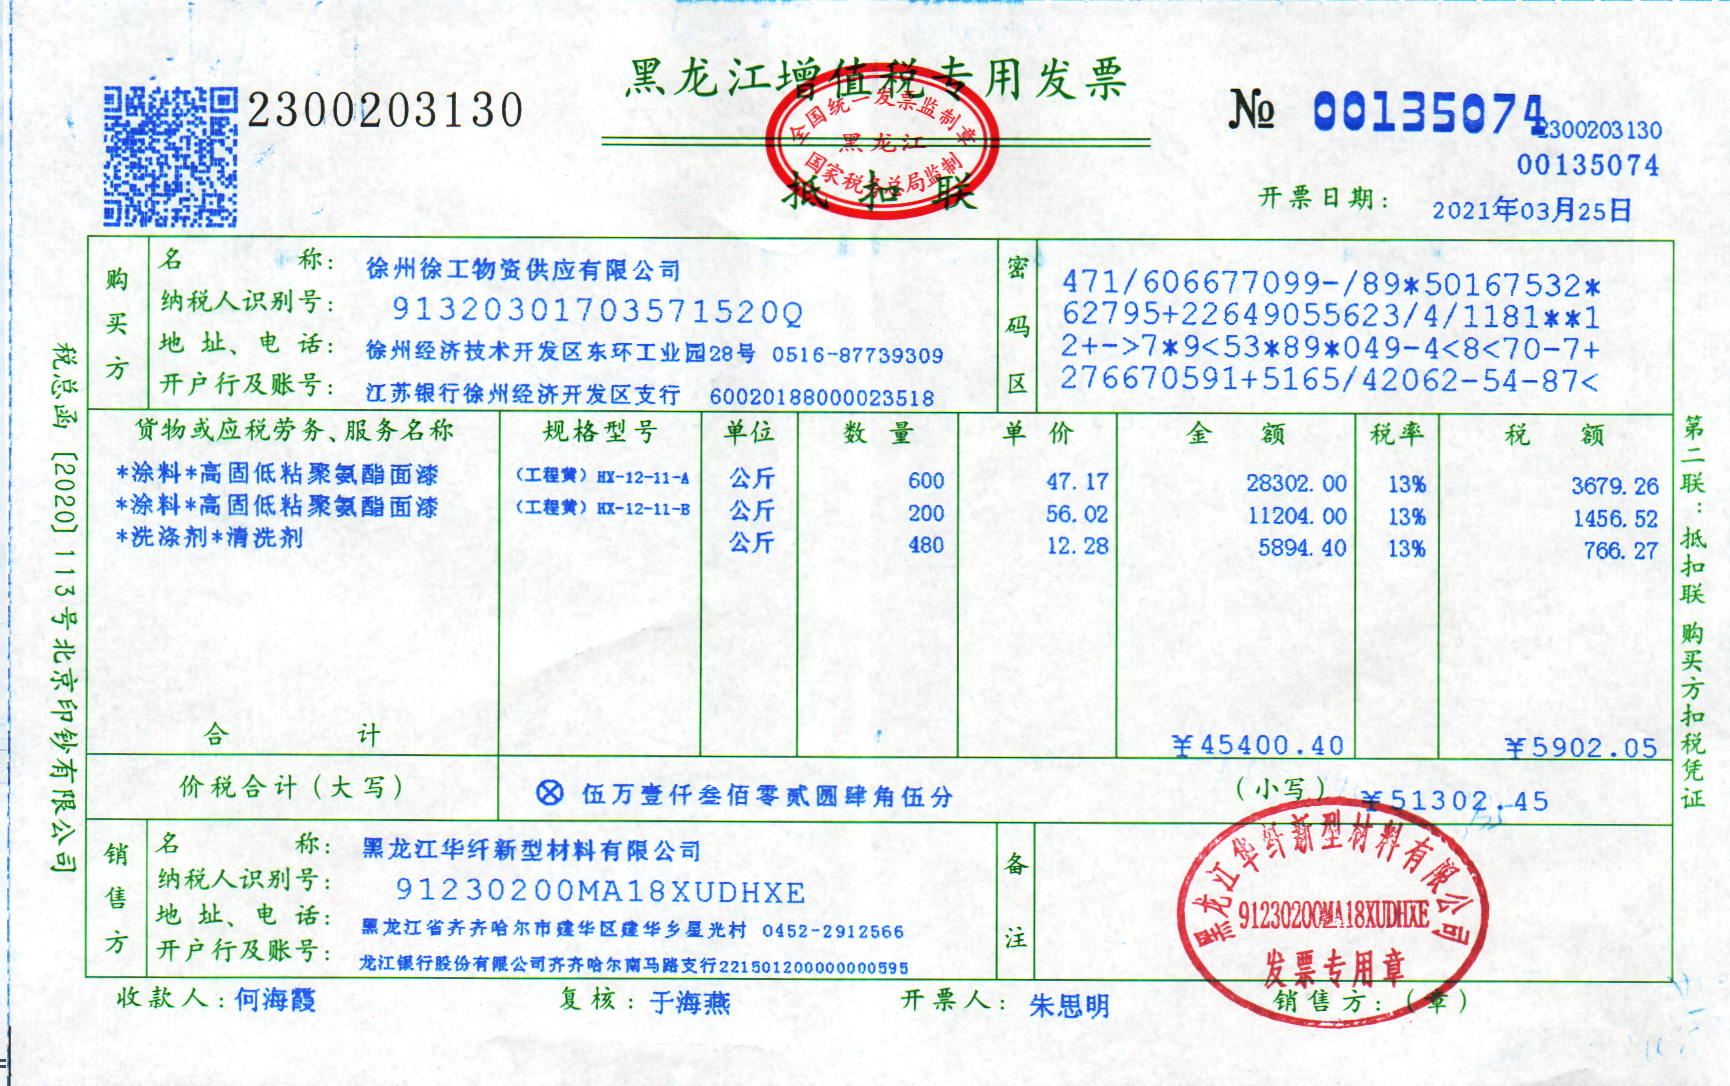 黑龙江增值税专用发票
2300203130
№ 00135074
2300203130
00135074
全国统一发票监制章
黑龙江
国家税务总局监制
抵扣联
开票日期: 2021年03月25日
税总函 [2020] 113号北京印钞有限公司
第二联:抵扣联 购买方扣税凭证
购买方
名称: 徐州徐工物资供应有限公司
纳税人识别号: 91320301703571520Q
地址、电话: 徐州经济技术开发区东环工业园28号 0516-87739309
开户行及账号: 江苏银行徐州经济开发区支行 60020188000023518
密码区
471/606677099-/89*50167532*
62795+22649055623/4/1181**1
2+->7*9<53*89*049-4<8<70-7+
276670591+5165/42062-54-87<
货物或应税劳务、服务名称 规格型号 单位 数量 单价 金额 税率 税额
*涂料*高固低粘聚氨酯面漆 (工程黄) HX-12-11-A 公斤 600 47.17 28302.00 13% 3679.26
*涂料*高固低粘聚氨酯面漆 (工程黄) HX-12-11-B 公斤 200 56.02 11204.00 13% 1456.52
*洗涤剂*清洗剂 公斤 480 12.28 5894.40 13% 766.27
合计 ¥45400.40 ¥5902.05
价税合计(大写) ⊗ 伍万壹仟叁佰零贰圆肆角伍分 (小写) ¥51302.45
销售方
名称: 黑龙江华纤新型材料有限公司
纳税人识别号: 91230200MA18XUDHXE
地址、电话: 黑龙江省齐齐哈尔市建华区建华乡星光村 0452-2912566
开户行及账号: 龙江银行股份有限公司齐齐哈尔南马路支行221501200000000595
备注
黑龙江华纤新型材料有限公司
91230200MA18XUDHXE
发票专用章
收款人: 何海霞 复核: 于海燕 开票人: 朱思明 销售方: (章)